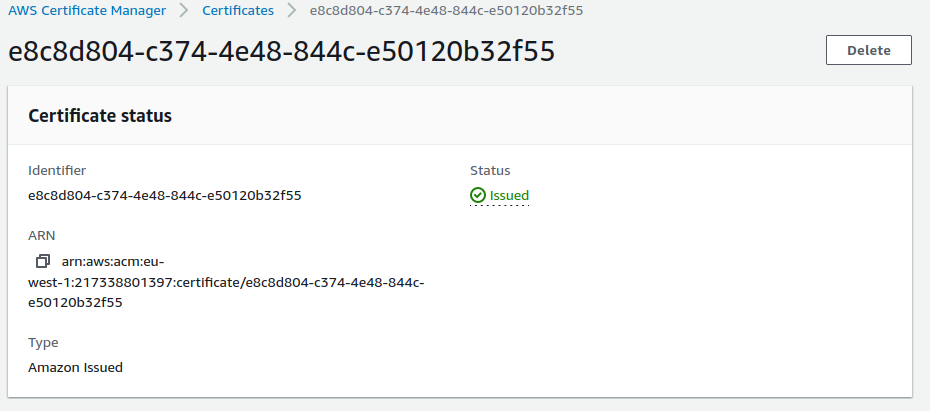 AWS Certificate Manager > Certificates > e8c8d804-c374-4e48-844c-e50120b32f55
e8c8d804-c374-4e48-844c-e50120b32f55
Delete
Certificate status
Identifier
e8c8d804-c374-4e48-844c-e50120b32f55
Status
Issued
ARN
arn:aws:acm:eu-
west-1:217338801397:certificate/e8c8d804-c374-4e48-844c-
e50120b32f55
Type
Amazon Issued